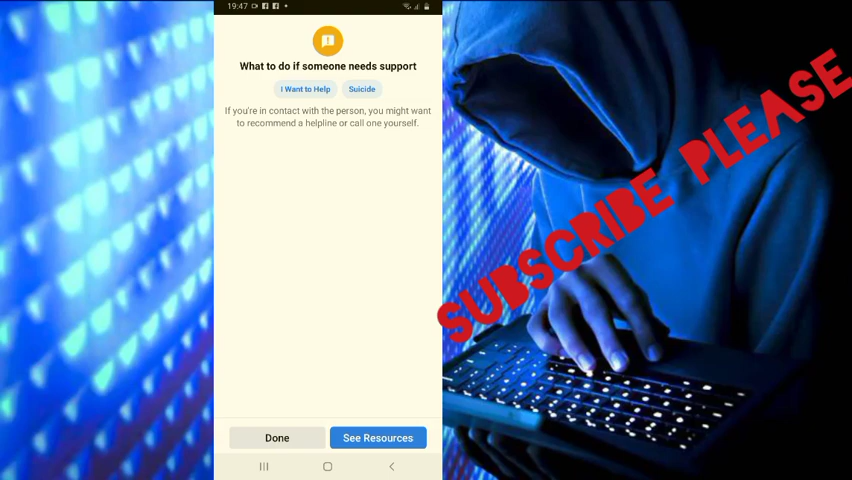 19:47
What to do if someone needs support
I Want to Help
Suicide
If you're in contact with the person, you might want
to recommend a helpline or call one yourself.
Done
See Resources
SUBSCRIBE PLEASE